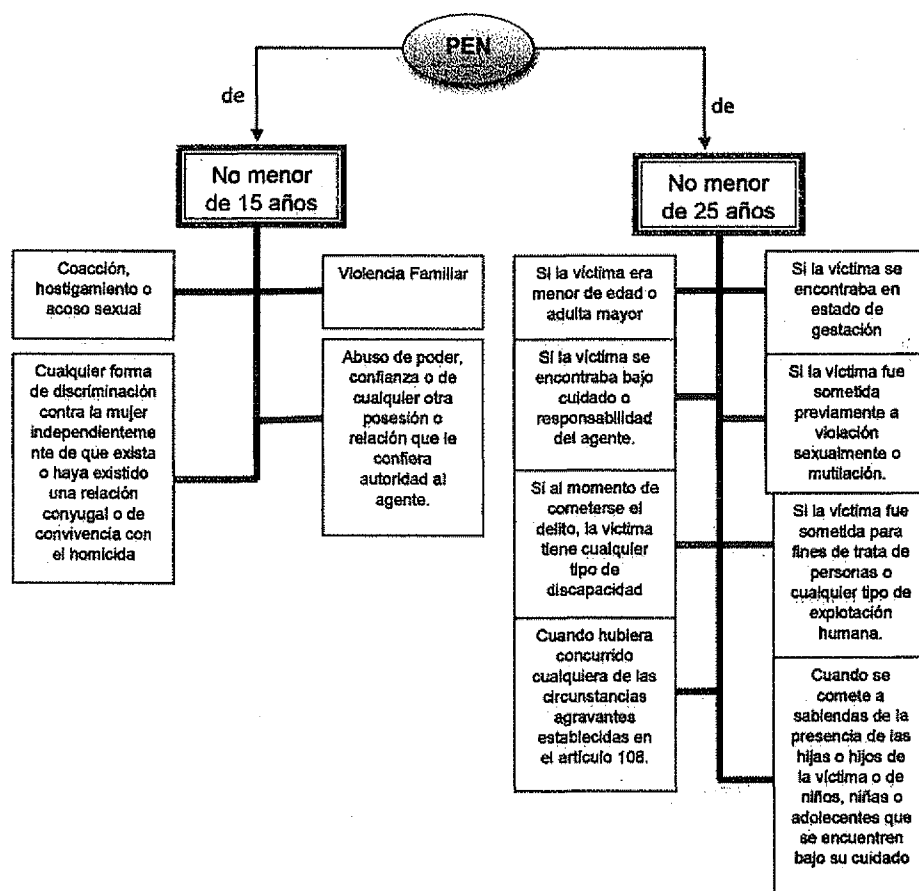 PEN
de
de
No menor
de 15 años
No menor
de 25 años
Coacción,
hostigamiento o
acoso sexual
Violencia Familiar
Cualquier forma
de discriminación
contra la mujer
independienteme
nte de que exista
o haya existido
una relación
conyugal o de
convivencia con
el homicida
Abuso de poder,
confianza o de
cualquier otra
posesión o
relación que le
confiera
autoridad al
agente.
Si la víctima era
menor de edad o
adulta mayor
Si la víctima se
encontraba en
estado de
gestación
Si la víctima se
encontraba bajo
cuidado o
responsabilidad
del agente.
Si la víctima fue
sometida
previamente a
violación
sexualmente o
mutilación.
Si al momento de
cometerse el
delito, la víctima
tiene cualquier
tipo de
discapacidad
Si la víctima fue
sometida para
fines de trata de
personas o
cualquier tipo de
explotación
humana.
Cuando hubiera
concurrido
cualquiera de las
circunstancias
agravantes
establecidas en
el artículo 108.
Cuando se
comete a
sabiendas de la
presencia de las
hijas o hijos de
la víctima o de
niños, niñas o
adolecentes que
se encuentren
bajo su cuidado